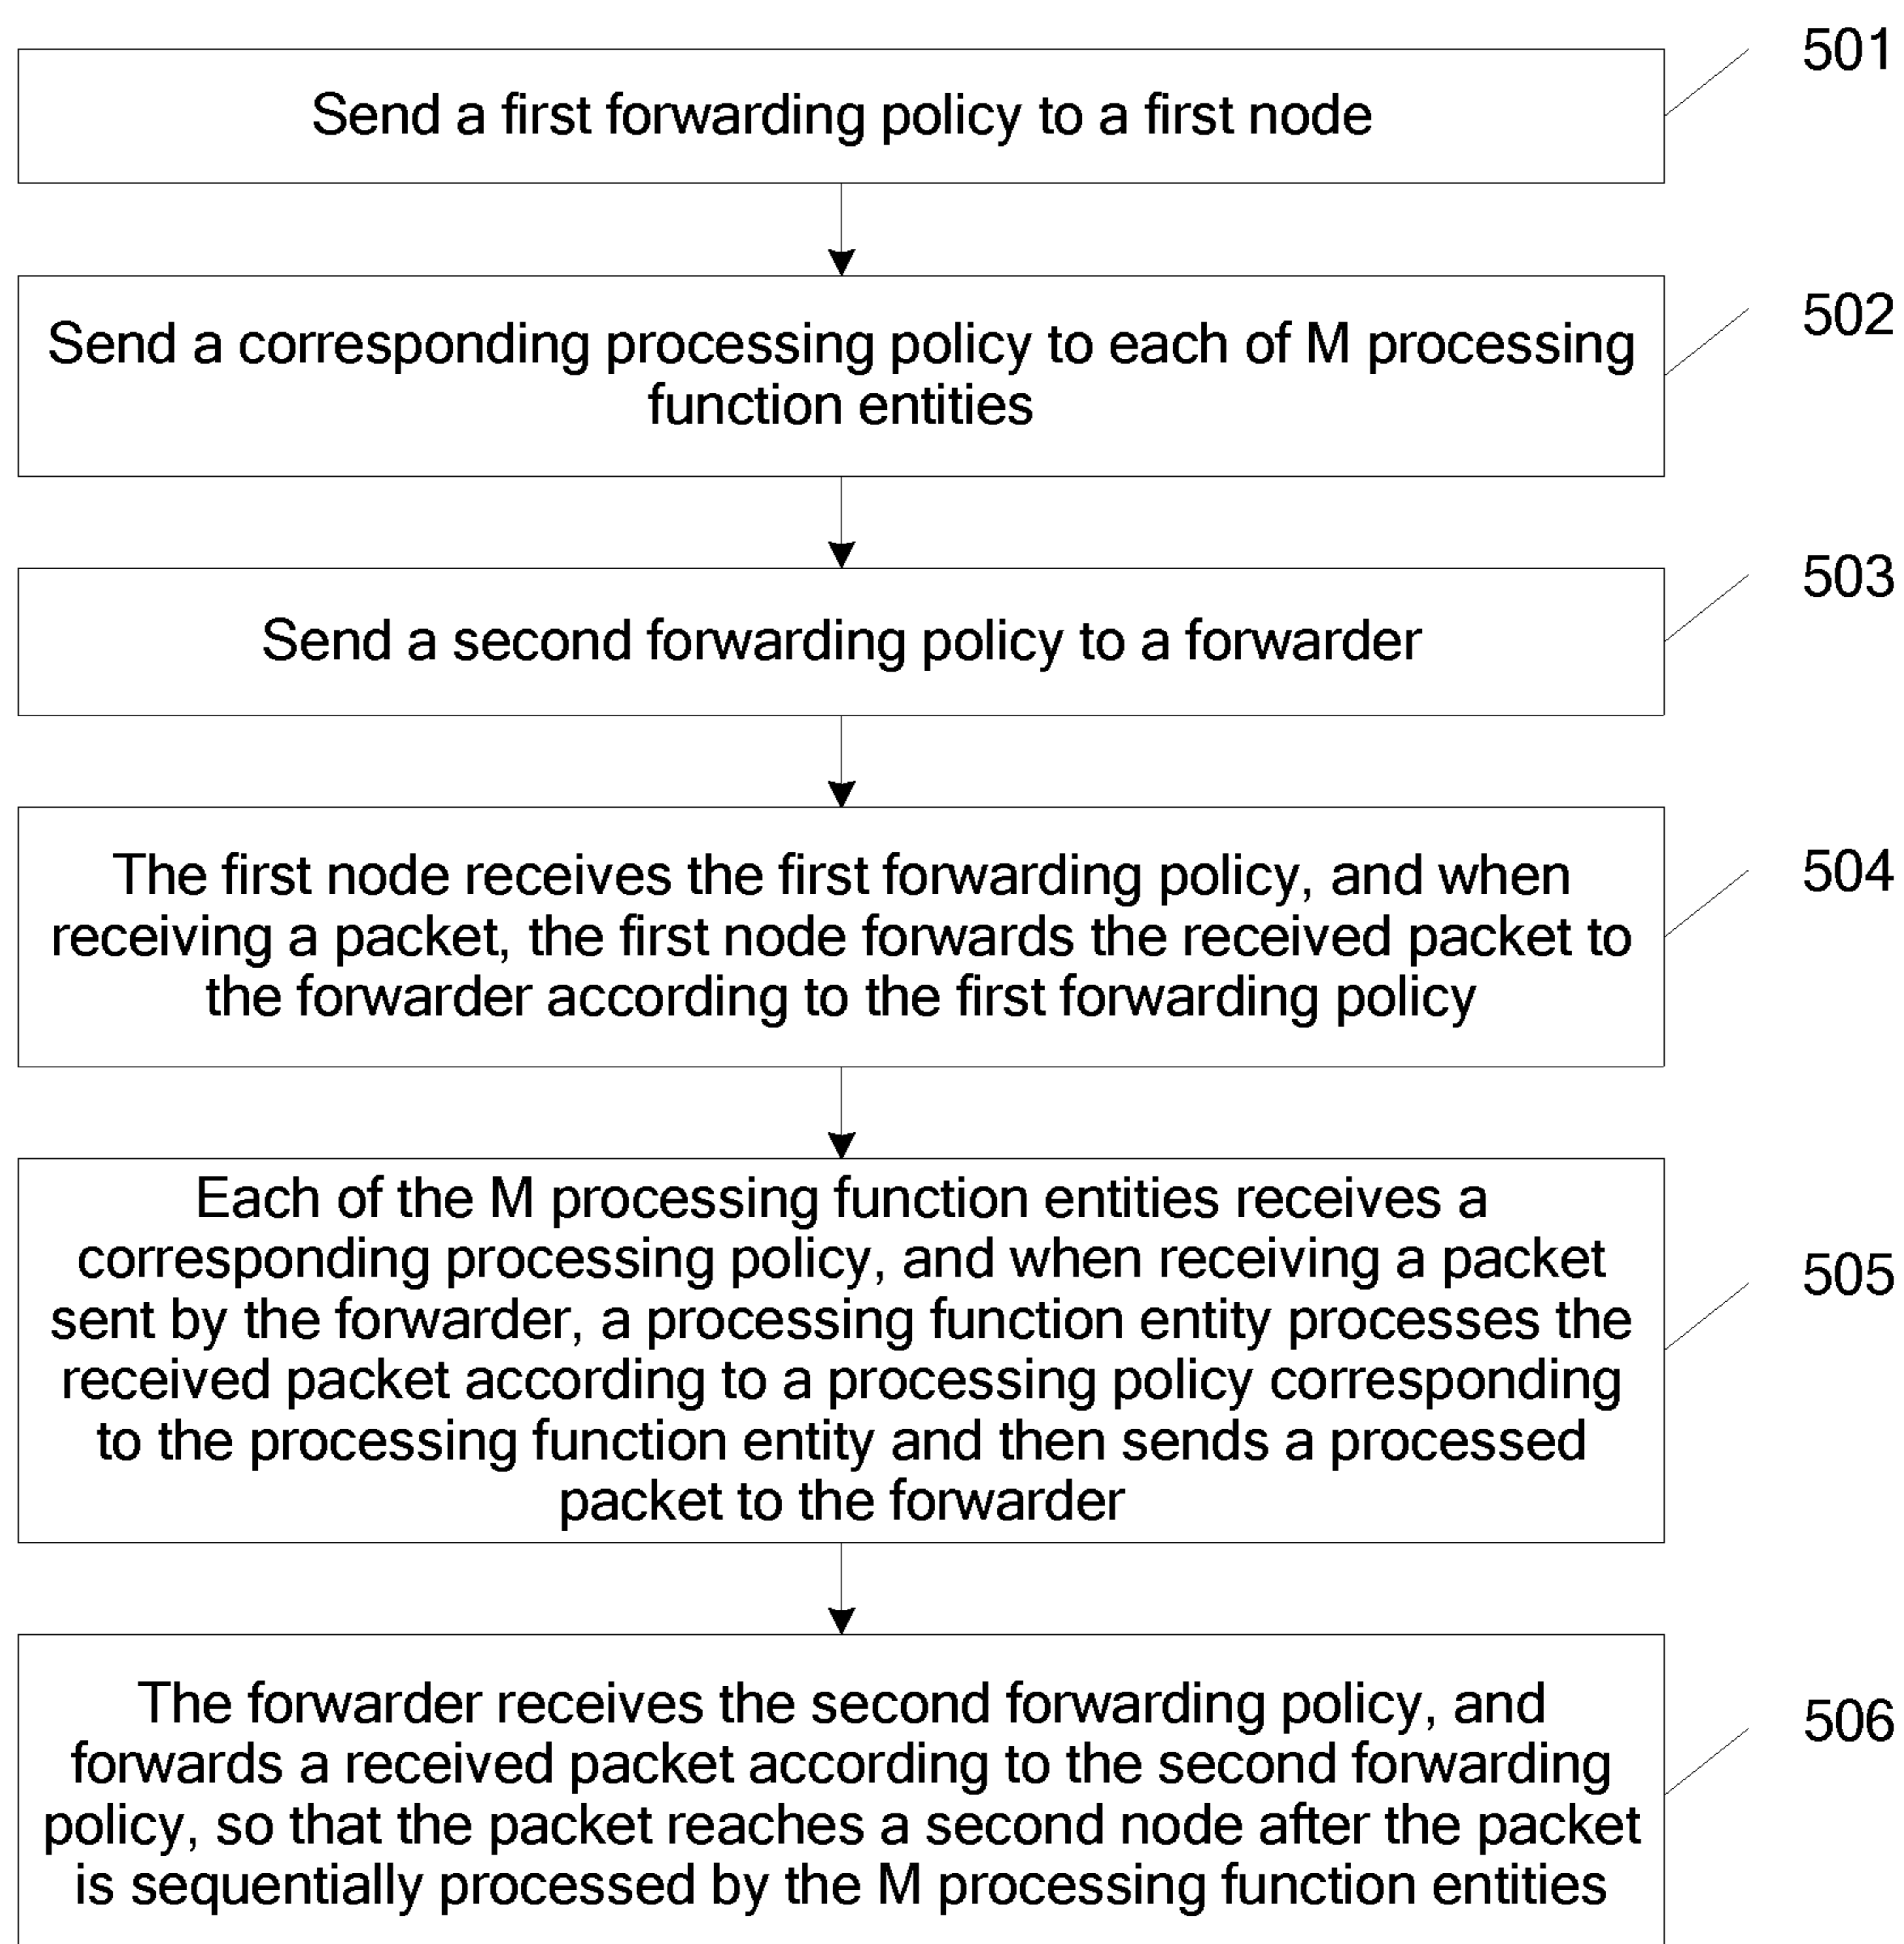 501
Send a first forwarding policy to a first node
502
Send a corresponding processing policy to each of M processing
function entities
503
Send a second forwarding policy to a forwarder
504
The first node receives the first forwarding policy, and when
receiving a packet, the first node forwards the received packet to
the forwarder according to the first forwarding policy
505
Each of the M processing function entities receives a
corresponding processing policy, and when receiving a packet
sent by the forwarder, a processing function entity processes the
received packet according to a processing policy corresponding
to the processing function entity and then sends a processed
packet to the forwarder
506
The forwarder receives the second forwarding policy, and
forwards a received packet according to the second forwarding
policy, so that the packet reaches a second node after the packet
is sequentially processed by the M processing function entities